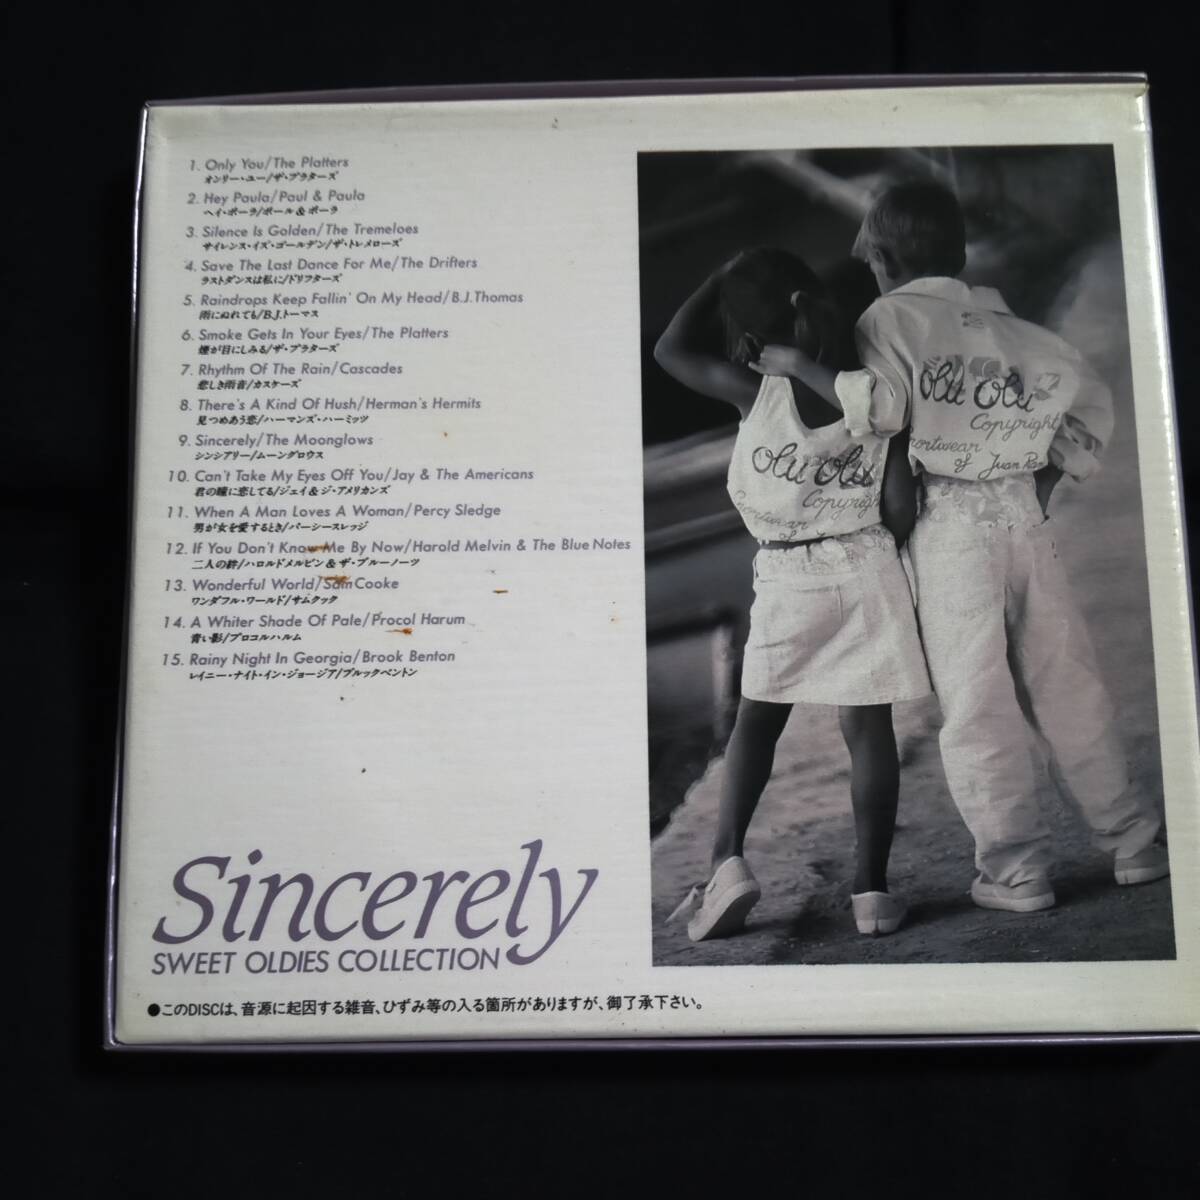 1. Only You/The Platters
オンリー・ユー/ザ・プラターズ
2. Hey Paula/Paul & Paula
ヘイ・ポーラ/ポール&ポーラ
3. Silence Is Golden/The Tremeloes
サイレンス・イズ・ゴールデン/ザ・トレメローズ
4. Save The Last Dance For Me/The Drifters
ラストダンスは私に/ドリフターズ
5. Raindrops Keep Fallin' On My Head/B.J.Thomas
雨にぬれても/B.J.トーマス
6. Smoke Gets In Your Eyes/The Platters
煙が目にしみる/ザ・プラターズ
7. Rhythm Of The Rain/Cascades
悲しき雨音/カスケーズ
8. There's A Kind Of Hush/Herman's Hermits
見つめあう恋/ハーマンズ・ハーミッツ
9. Sincerely/The Moonglows
シンシアリー/ムーングロウス
10. Can't Take My Eyes Off You/Jay & The Americans
君の瞳に恋してる/ジェイ&ジ・アメリカンズ
11. When A Man Loves A Woman/Percy Sledge
男が女を愛するとき/パーシースレッジ
12. If You Don't Know Me By Now/Harold Melvin & The Blue Notes
二人の絆/ハロルドメルビン&ザ・ブルーノーツ
13. Wonderful World/Sam Cooke
ワンダフル・ワールド/サムクック
14. A Whiter Shade Of Pale/Procol Harum
青い影/プロコルハルム
15. Rainy Night In Georgia/Brook Benton
レイニー・ナイト・イン・ジョージア/ブルックベントン
Sincerely
SWEET OLDIES COLLECTION
●このDISCは、音源に起因する雑音、ひずみ等の入る箇所がありますが、御了承下さい。
Olu Olu
Copyright
Sportwear
of Juan Ra
Olu Olu
Copyright
Sportwear
of